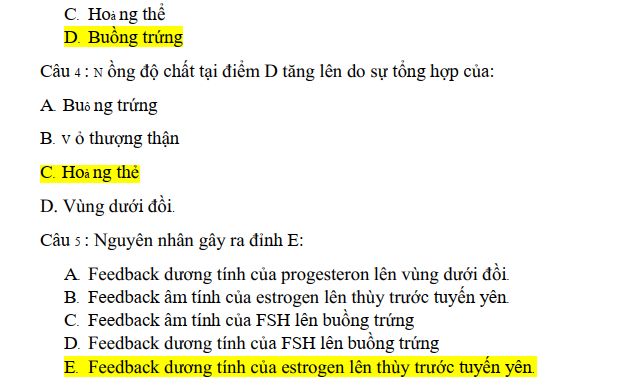 C. Hoàng thể
D. Buồng trứng
Câu 4 : Nồng độ chất tại điểm D tăng lên do sự tổng hợp của:
A. Buồng trứng
B. Vỏ thượng thận
C. Hoàng thể
D. Vùng dưới đồi.
Câu 5 : Nguyên nhân gây ra đỉnh E:
A. Feedback dương tính của progesteron lên vùng dưới đồi.
B. Feedback âm tính của estrogen lên thùy trước tuyến yên.
C. Feedback âm tính của FSH lên buồng trứng
D. Feedback dương tính của FSH lên buồng trứng
E. Feedback dương tính của estrogen lên thùy trước tuyến yên.